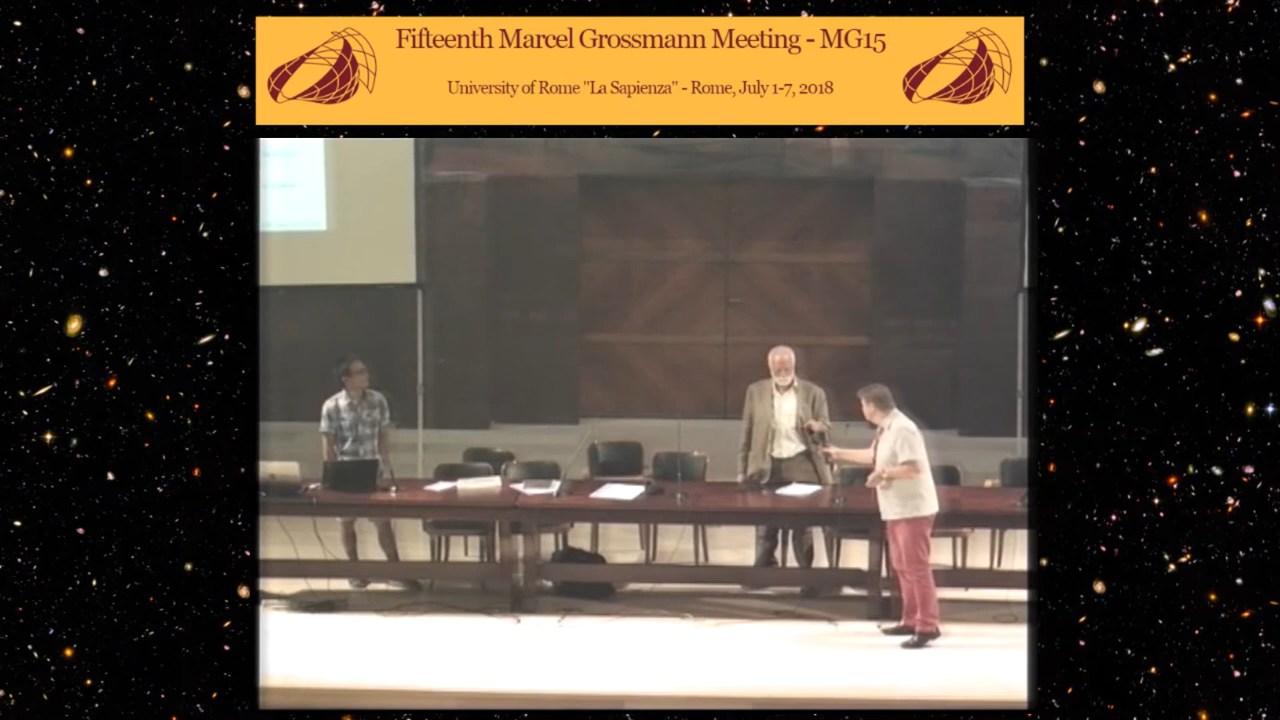 Fifteenth Marcel Grossmann Meeting - MG15
University of Rome "La Sapienza" - Rome, July 1-7, 2018